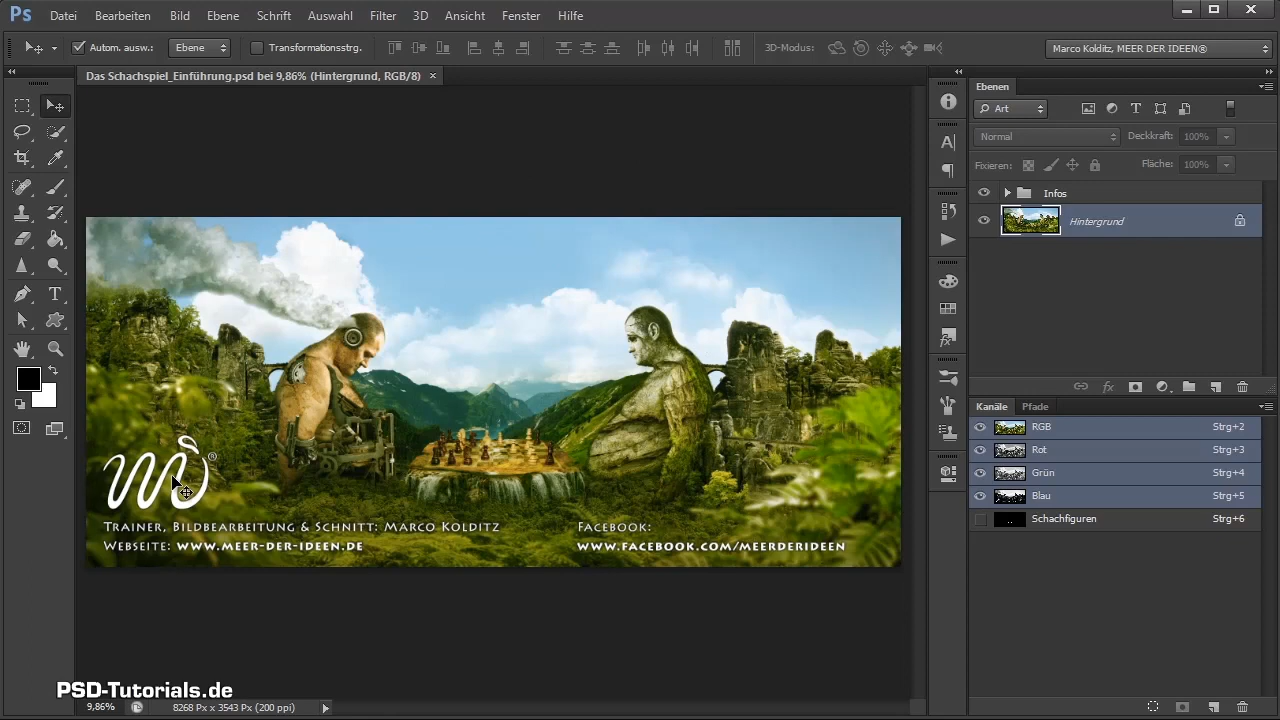 Ps Datei Bearbeiten Bild Ebene Schrift Auswahl Filter 3D Ansicht Fenster Hilfe
Autom. ausw.: Ebene Transformationsstrg. 3D-Modus: Marco Kolditz, MEER DER IDEEN®
Das Schachspiel_Einführung.psd bei 9,86% (Hintergrund, RGB/8) ×
Ebenen
Art
Normal Deckkraft: 100%
Fixieren: Fläche: 100%
Infos
Hintergrund
Kanäle Pfade
RGB Strg+2
Rot Strg+3
Grün Strg+4
Blau Strg+5
Schachfiguren Strg+6
®
Trainer, Bildbearbeitung & Schnitt: Marco Kolditz
Webseite: www.meer-der-ideen.de
Facebook:
www.facebook.com/meerderideen
PSD-Tutorials.de
9,86% 8268 Px x 3543 Px (200 ppi)